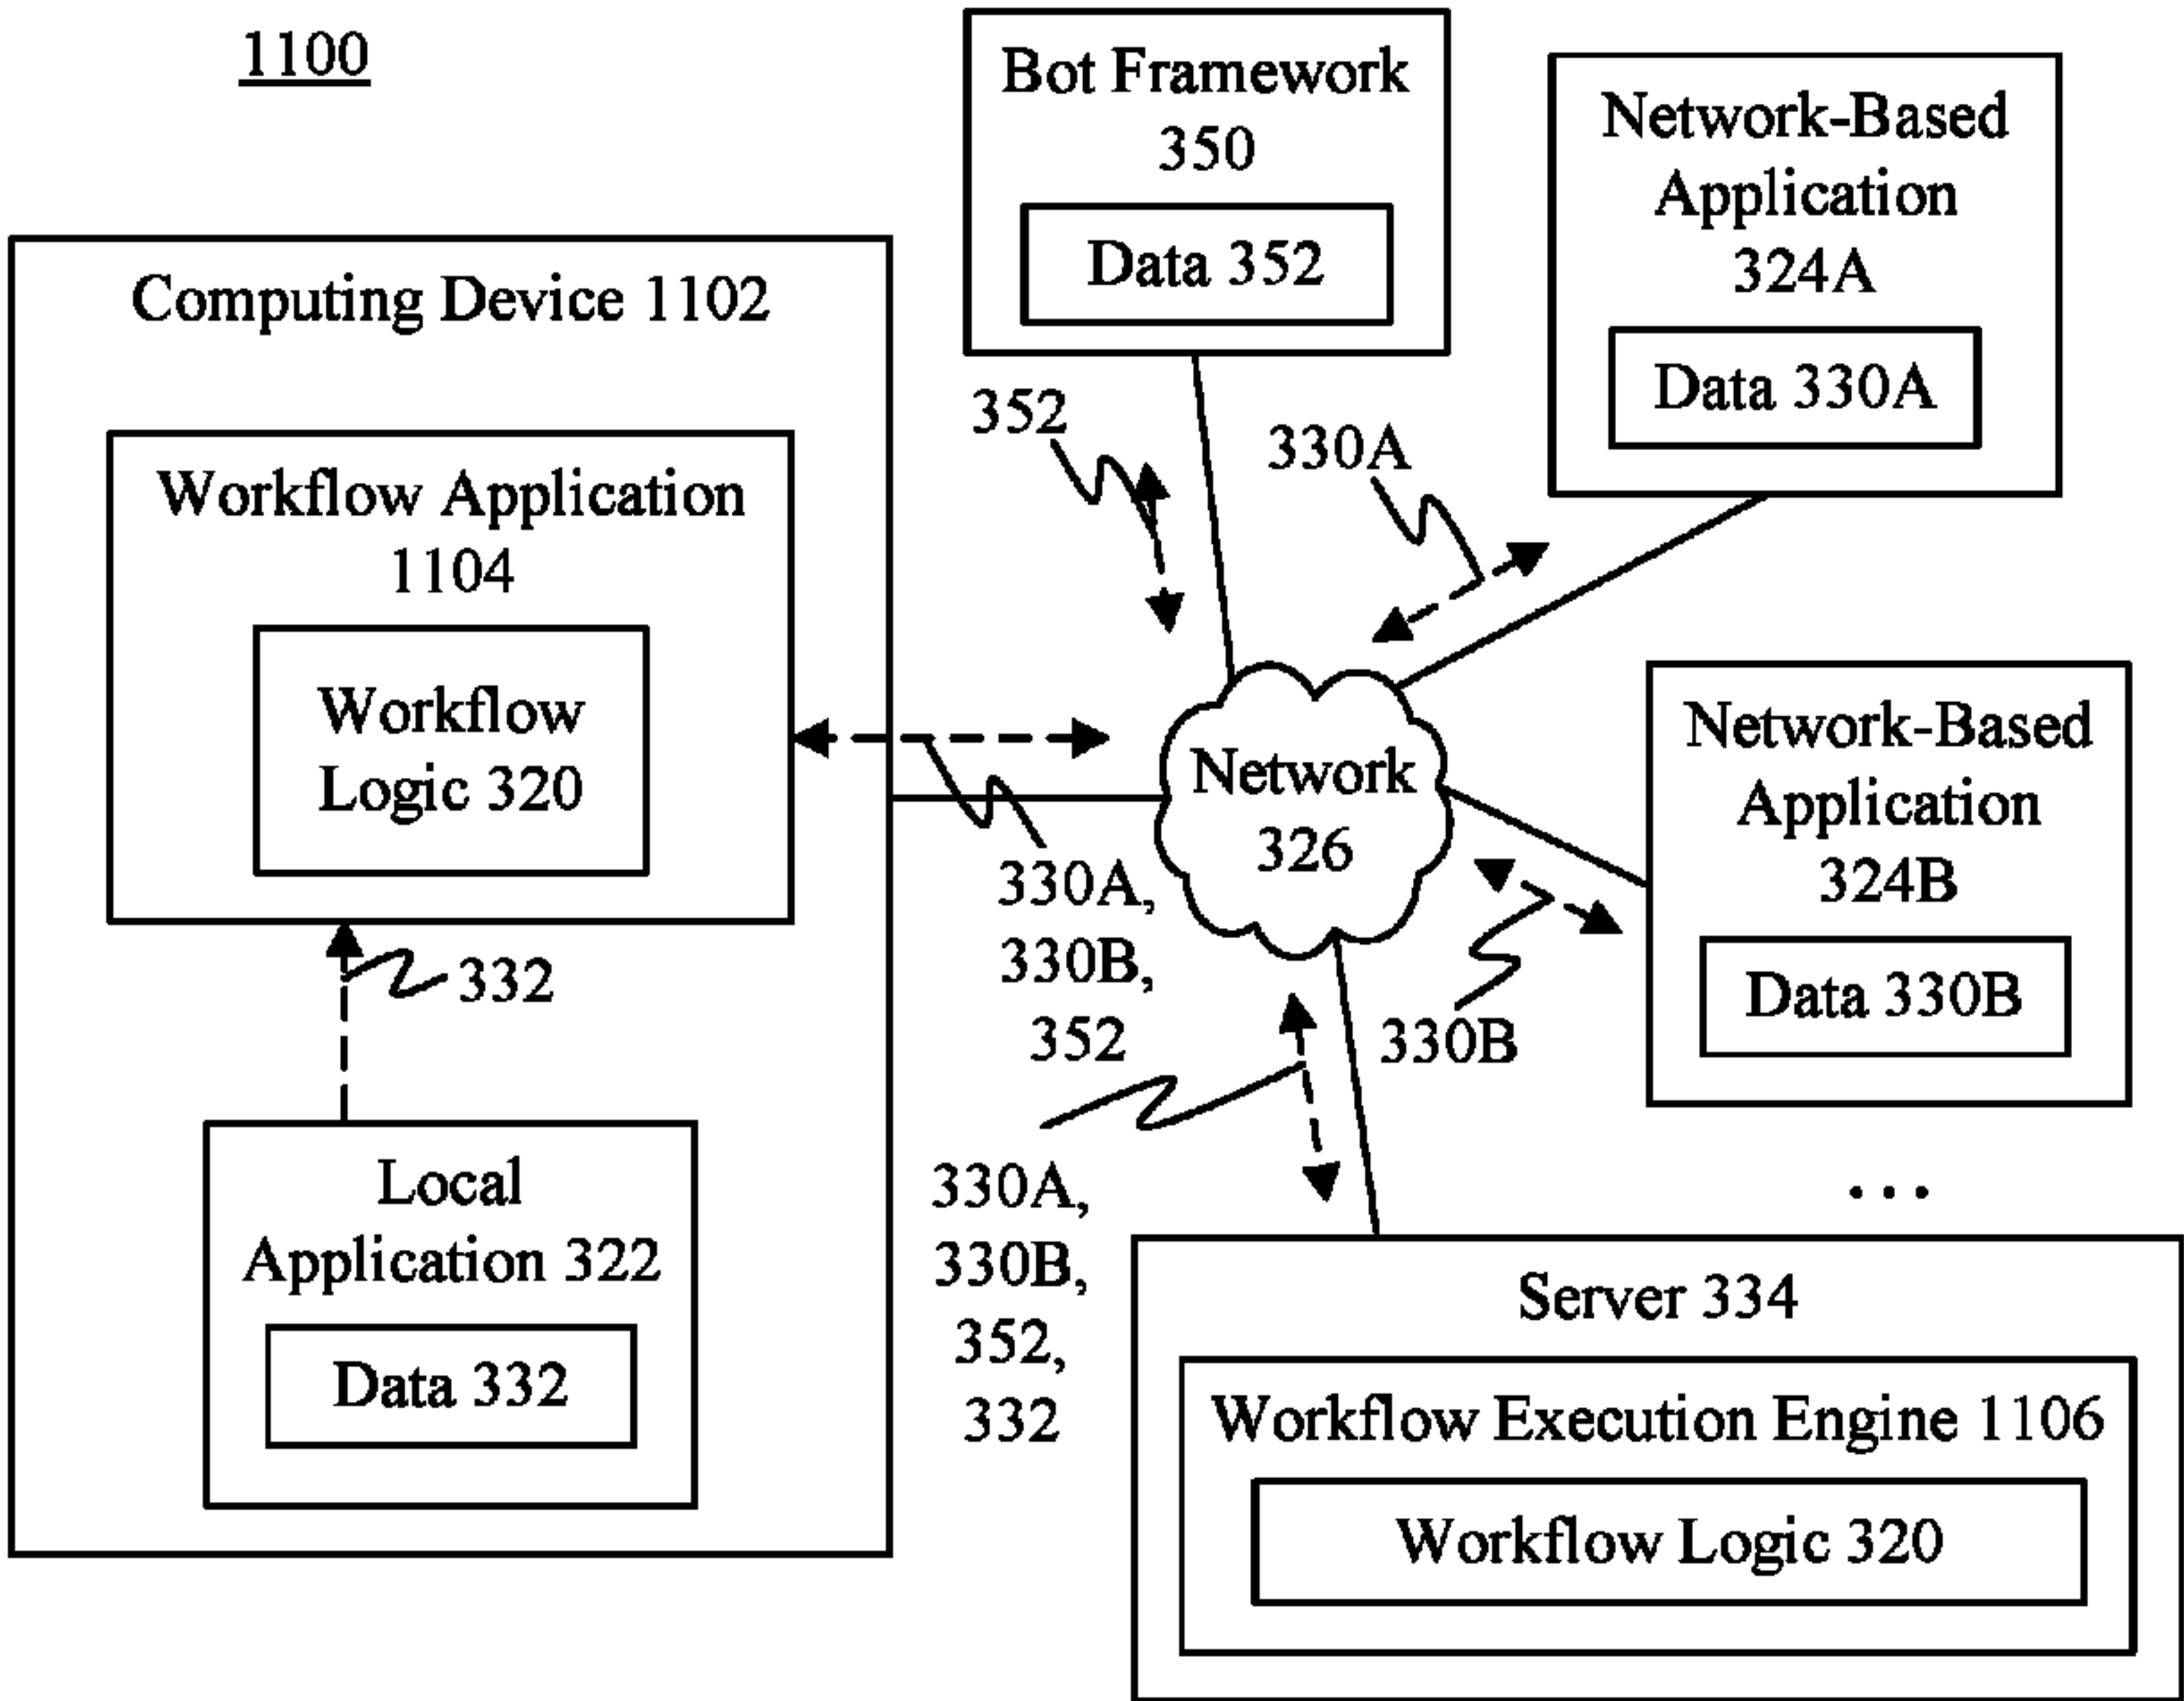 1100
Bot Framework
350
Data 352
Network-Based
Application
324A
Data 330A
Computing Device 1102
Workflow Application
1104
Workflow
Logic 320
332
Local
Application 322
Data 332
352
330A
Network
326
330A,
330B,
352
Network-Based
Application
324B
Data 330B
330B
330A,
330B,
352,
332
...
Server 334
Workflow Execution Engine 1106
Workflow Logic 320